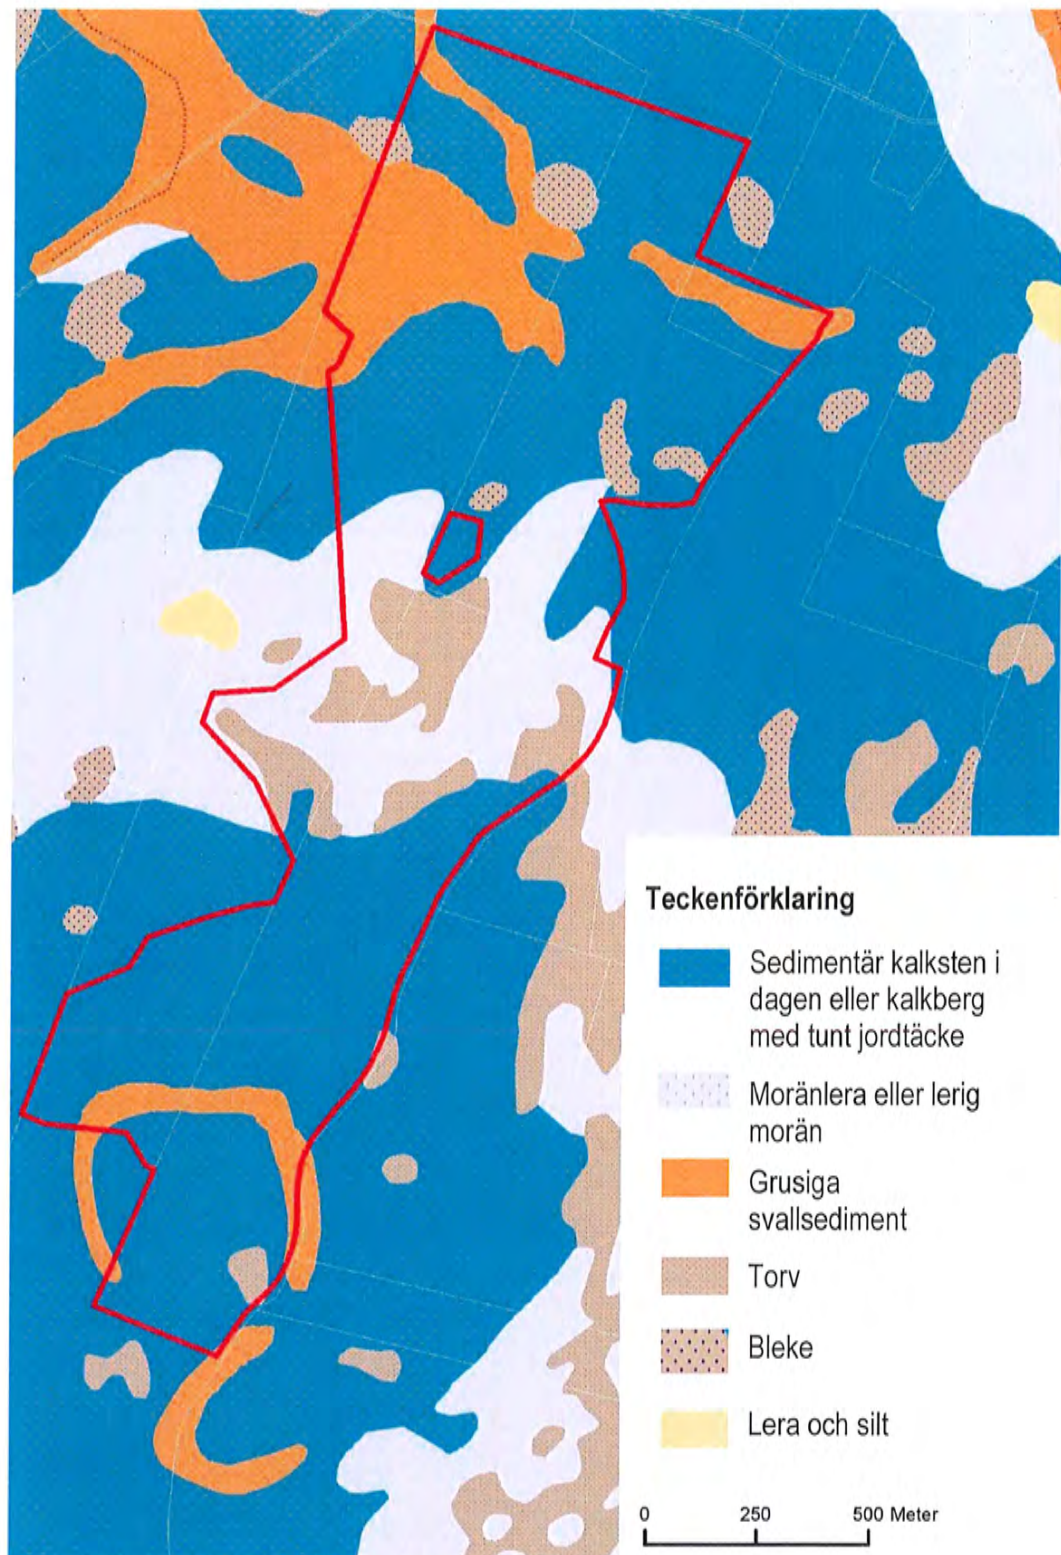 Teckenförklaring
Sedimentär kalksten i
dagen eller kalkberg
med tunt jordtäcke
Moränlera eller lerig
morän
Grusiga
svallsediment
Torv
Bleke
Lera och silt
0 250 500 Meter